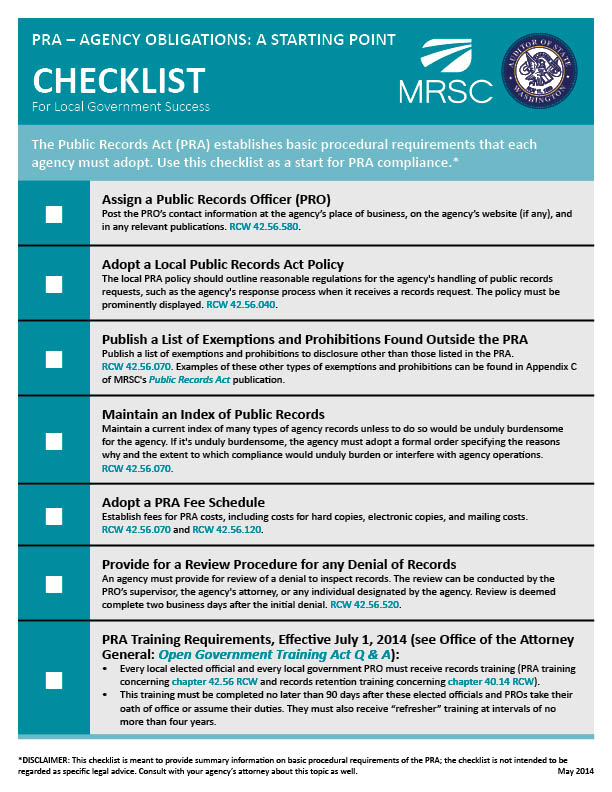 PRA – AGENCY OBLIGATIONS: A STARTING POINT
CHECKLIST
For Local Government Success
MRSC
AUDITOR OF STATE
WASHINGTON
The Public Records Act (PRA) establishes basic procedural requirements that each
agency must adopt. Use this checklist as a start for PRA compliance.*
Assign a Public Records Officer (PRO)
Post the PRO's contact information at the agency's place of business, on the agency's website (if any), and
in any relevant publications. RCW 42.56.580.
Adopt a Local Public Records Act Policy
The local PRA policy should outline reasonable regulations for the agency's handling of public records
requests, such as the agency's response process when it receives a records request. The policy must be
prominently displayed. RCW 42.56.040.
Publish a List of Exemptions and Prohibitions Found Outside the PRA
Publish a list of exemptions and prohibitions to disclosure other than those listed in the PRA.
RCW 42.56.070. Examples of these other types of exemptions and prohibitions can be found in Appendix C
of MRSC's Public Records Act publication.
Maintain an Index of Public Records
Maintain a current index of many types of agency records unless to do so would be unduly burdensome
for the agency. If it's unduly burdensome, the agency must adopt a formal order specifying the reasons
why and the extent to which compliance would unduly burden or interfere with agency operations.
RCW 42.56.070.
Adopt a PRA Fee Schedule
Establish fees for PRA costs, including costs for hard copies, electronic copies, and mailing costs.
RCW 42.56.070 and RCW 42.56.120.
Provide for a Review Procedure for any Denial of Records
An agency must provide for review of a denial to inspect records. The review can be conducted by the
PRO's supervisor, the agency's attorney, or any individual designated by the agency. Review is deemed
complete two business days after the initial denial. RCW 42.56.520.
PRA Training Requirements, Effective July 1, 2014 (see Office of the Attorney
General: Open Government Training Act Q & A):
• Every local elected official and every local government PRO must receive records training (PRA training
concerning chapter 42.56 RCW and records retention training concerning chapter 40.14 RCW).
• This training must be completed no later than 90 days after these elected officials and PROs take their
oath of office or assume their duties. They must also receive "refresher" training at intervals of no
more than four years.
*DISCLAIMER: This checklist is meant to provide summary information on basic procedural requirements of the PRA; the checklist is not intended to be
regarded as specific legal advice. Consult with your agency's attorney about this topic as well. May 2014